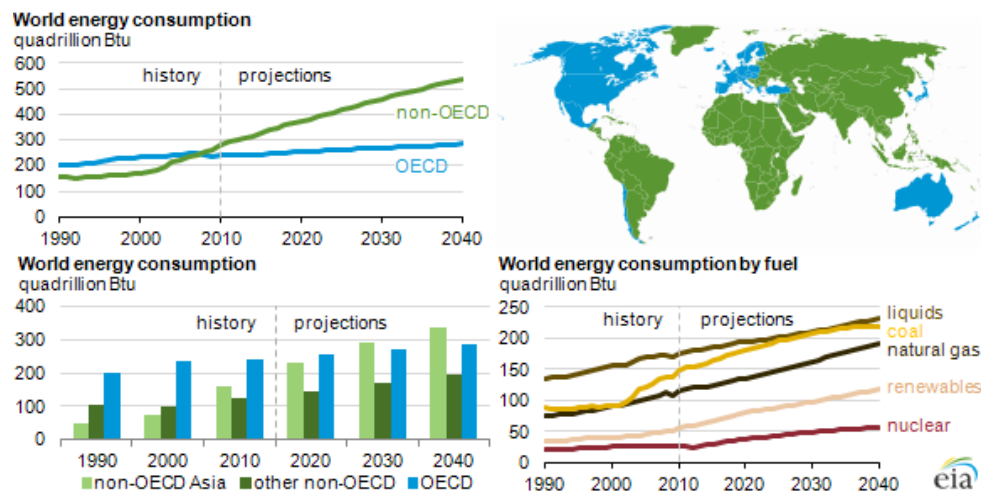 World energy consumption
quadrillion Btu
600
500
400
300
200
100
0
history
projections
non-OECD
OECD
1990 2000 2010 2020 2030 2040
World energy consumption
quadrillion Btu
400
300
200
100
0
history
projections
1990 2000 2010 2020 2030 2040
non-OECD Asia other non-OECD OECD
World energy consumption by fuel
quadrillion Btu
250
200
150
100
50
0
history
projections
liquids
coal
natural gas
renewables
nuclear
1990 2000 2010 2020 2030 2040
eia